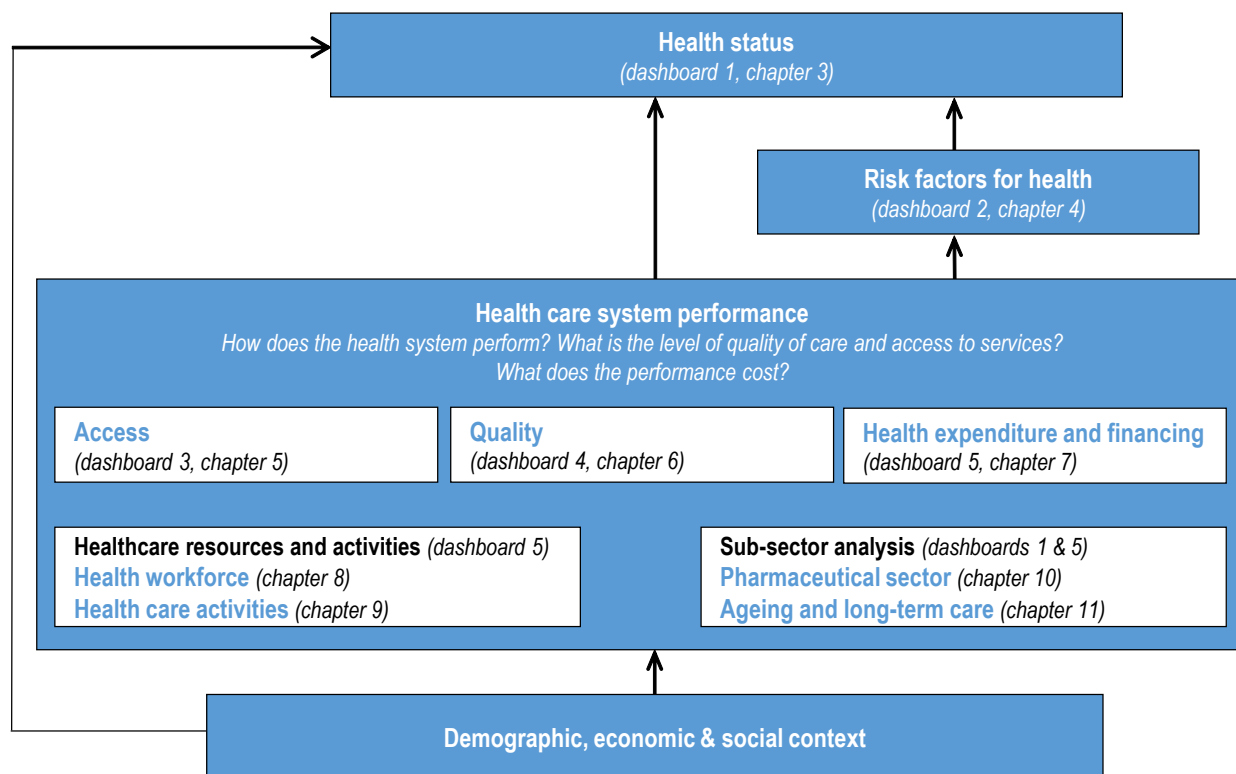 Health status
(dashboard 1, chapter 3)
Risk factors for health
(dashboard 2, chapter 4)
Health care system performance
How does the health system perform? What is the level of quality of care and access to services?
What does the performance cost?
Access
(dashboard 3, chapter 5)
Quality
(dashboard 4, chapter 6)
Health expenditure and financing
(dashboard 5, chapter 7)
Healthcare resources and activities (dashboard 5)
Health workforce (chapter 8)
Health care activities (chapter 9)
Sub-sector analysis (dashboards 1 & 5)
Pharmaceutical sector (chapter 10)
Ageing and long-term care (chapter 11)
Demographic, economic & social context